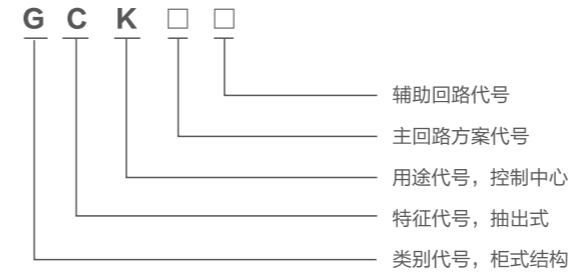 G C K □ □
辅助回路代号
主回路方案代号
用途代号，控制中心
特征代号，抽出式
类别代号，柜式结构